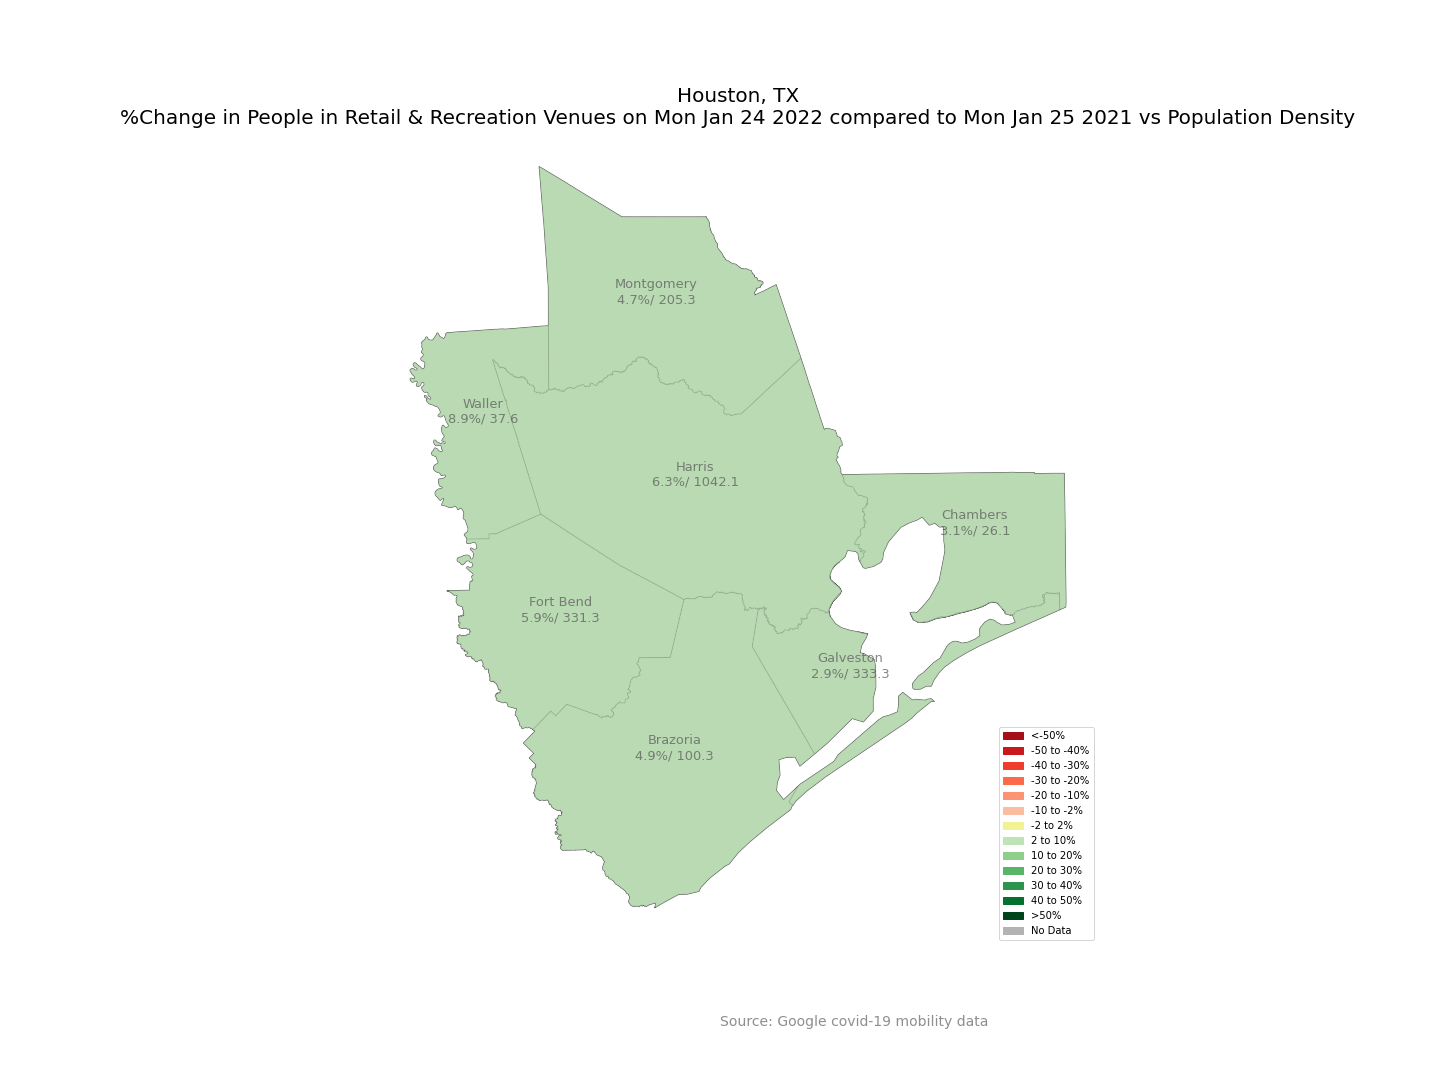 Houston, TX
%Change in People in Retail & Recreation Venues on Mon Jan 24 2022 compared to Mon Jan 25 2021 vs Population Density
Montgomery
4.7%/ 205.3
Waller
8.9%/ 37.6
Harris
6.3%/ 1042.1
Chambers
3.1%/ 26.1
Fort Bend
5.9%/ 331.3
Galveston
2.9%/ 333.3
Brazoria
4.9%/ 100.3
<-50%
-50 to -40%
-40 to -30%
-30 to -20%
-20 to -10%
-10 to -2%
-2 to 2%
2 to 10%
10 to 20%
20 to 30%
30 to 40%
40 to 50%
>50%
No Data
Source: Google covid-19 mobility data